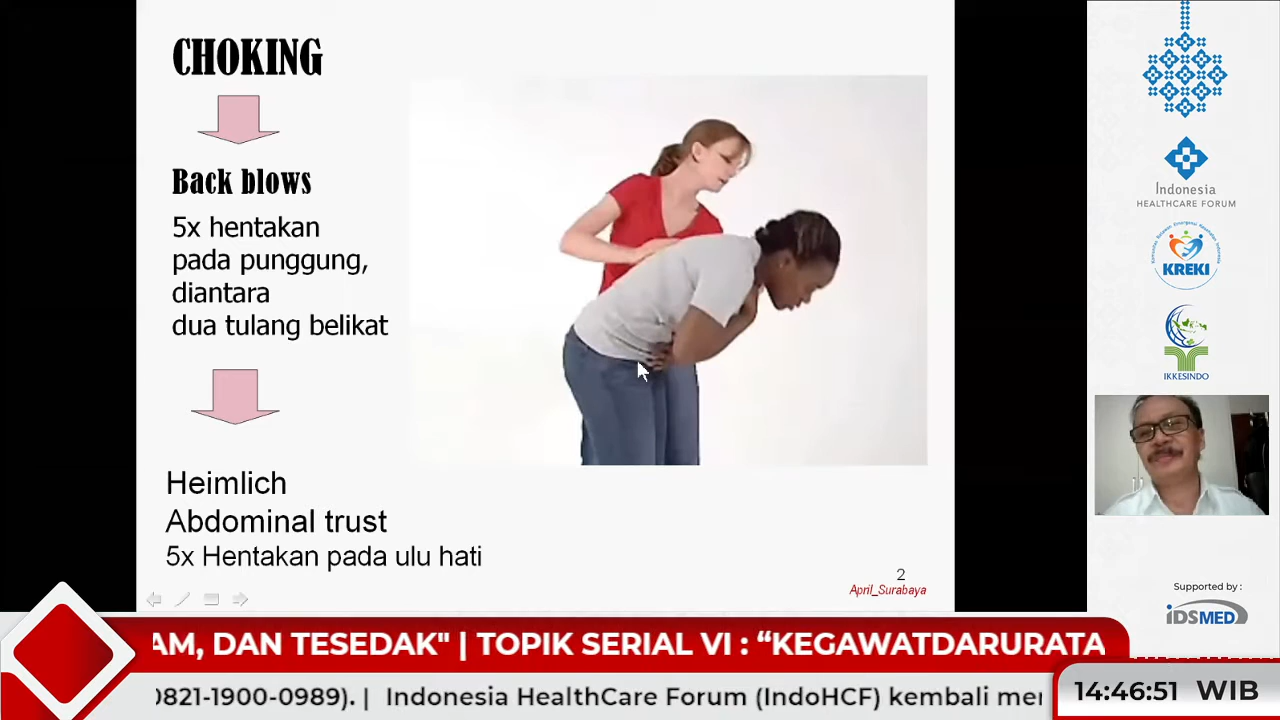 CHOKING
Back blows
5x hentakan
pada punggung,
diantara
dua tulang belikat
Heimlich
Abdominal trust
5x Hentakan pada ulu hati
2
April_Surabaya
Indonesia
HEALTHCARE FORUM
KREKI
IKKESINDO
Supported by :
iDSMED
AM, DAN TESEDAK" | TOPIK SERIAL VI : “KEGAWATDARURATA
0821-1900-0989). | Indonesia HealthCare Forum (IndoHCF) kembali
14:46:51 WIB